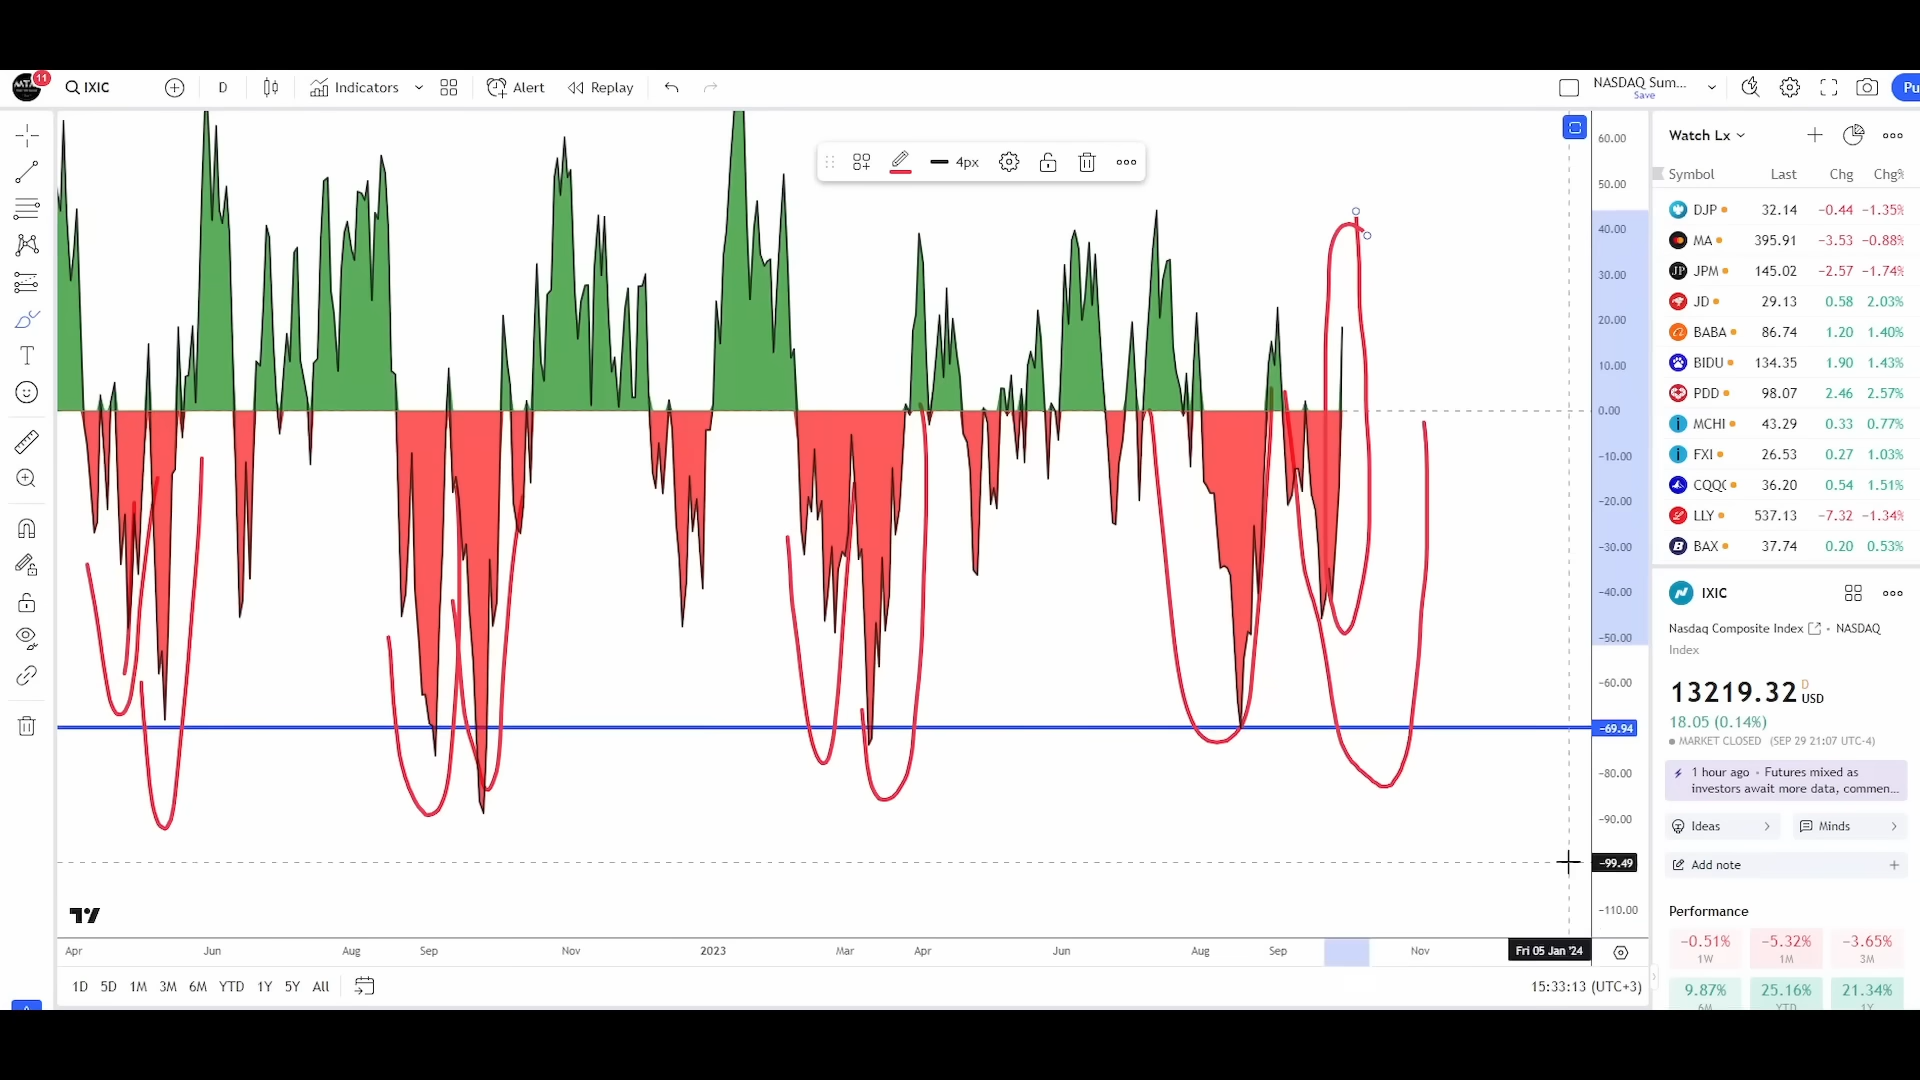 11
IXIC
D
Indicators
Alert
Replay
NASDAQ Sum...
Save
Pu
4px
60.00
50.00
40.00
30.00
20.00
10.00
0.00
−10.00
−20.00
−30.00
−40.00
−50.00
−60.00
−69.94
−80.00
−90.00
−99.49
−110.00
Apr Jun Aug Sep Nov 2023 Mar Apr Jun Aug Sep Nov
Fri 05 Jan '24
1D 5D 1M 3M 6M YTD 1Y 5Y All
15:33:13 (UTC+3)
Watch Lx
Symbol Last Chg Chg%
DJP 32.14 −0.44 −1.35%
MA 395.91 −3.53 −0.88%
JPM 145.02 −2.57 −1.74%
JD 29.13 0.58 2.03%
BABA 86.74 1.20 1.40%
BIDU 134.35 1.90 1.43%
PDD 98.07 2.46 2.57%
MCHI 43.29 0.33 0.77%
FXI 26.53 0.27 1.03%
CQQQ 36.20 0.54 1.51%
LLY 537.13 −7.32 −1.34%
BAX 37.74 0.20 0.53%
IXIC
Nasdaq Composite Index • NASDAQ
Index
13219.32 D USD
18.05 (0.14%)
MARKET CLOSED (SEP 29 21:07 UTC-4)
1 hour ago • Futures mixed as
investors await more data, commen...
Ideas
Minds
Add note
Performance
−0.51% −5.32% −3.65%
1W 1M 3M
9.87% 25.16% 21.34%
6M YTD 1Y